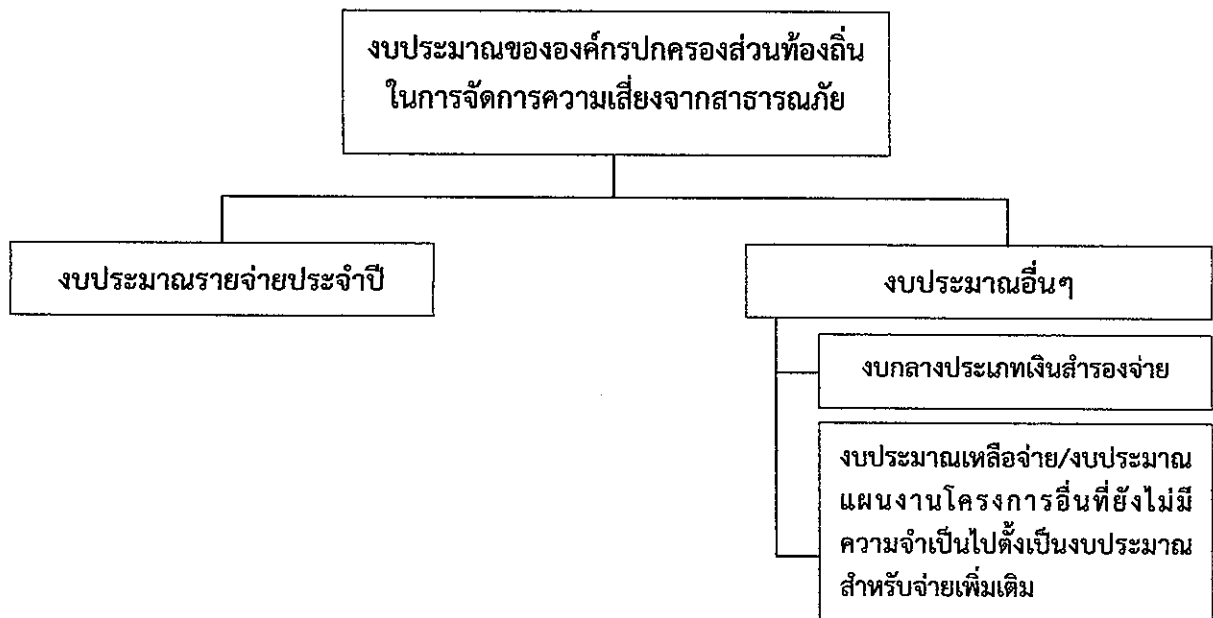 งบประมาณขององค์กรปกครองส่วนท้องถิ่น
ในการจัดการความเสี่ยงจากสาธารณภัย
งบประมาณรายจ่ายประจำปี
งบประมาณอื่นๆ
งบกลางประเภทเงินสำรองจ่าย
งบประมาณเหลือจ่าย/งบประมาณ
แผนงานโครงการอื่นที่ยังไม่มี
ความจำเป็นไปตั้งเป็นงบประมาณ
สำหรับจ่ายเพิ่มเติม